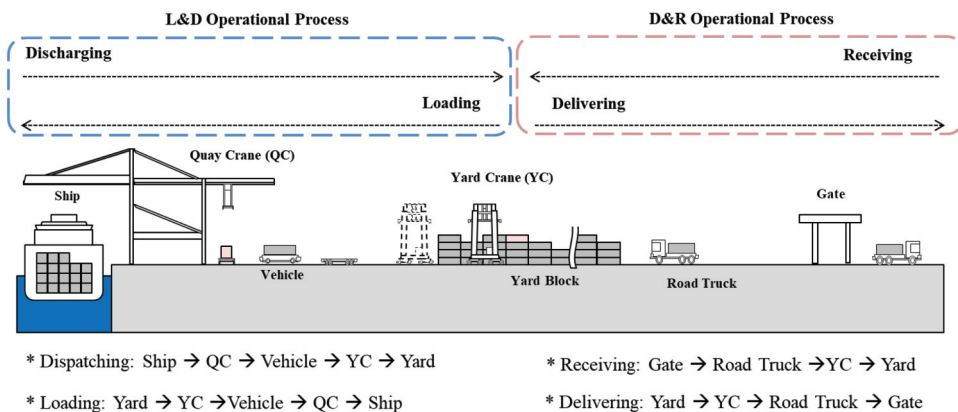 L&D Operational Process
D&R Operational Process
Discharging
Receiving
Loading
Delivering
Quay Crane (QC)
Yard Crane (YC)
Ship
Gate
Vehicle
Yard Block
Road Truck
* Dispatching: Ship → QC → Vehicle → YC → Yard
* Receiving: Gate → Road Truck →YC → Yard
* Loading: Yard → YC →Vehicle → QC → Ship
* Delivering: Yard → YC → Road Truck → Gate